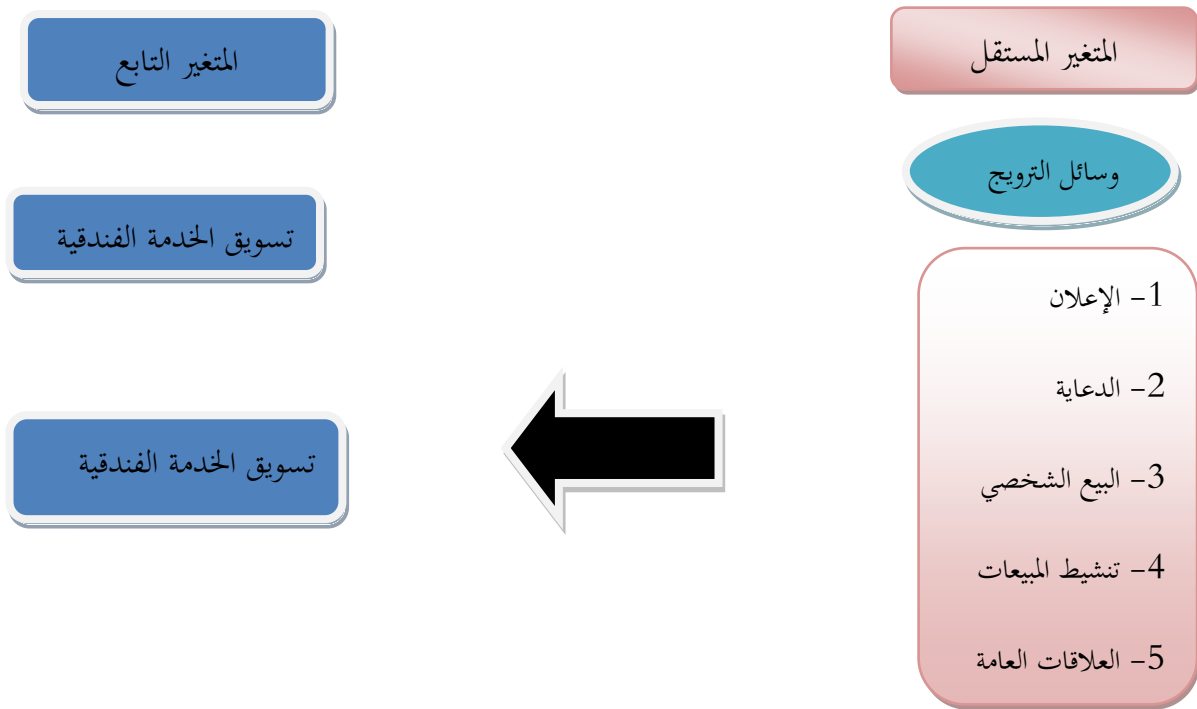 المتغير المستقل
المتغير التابع
وسائل الترويج
تسويق الخدمة الفندقية
1- الإعلان
2- الدعاية
3- البيع الشخصي
4- تنشيط المبيعات
5- العلاقات العامة
تسويق الخدمة الفندقية